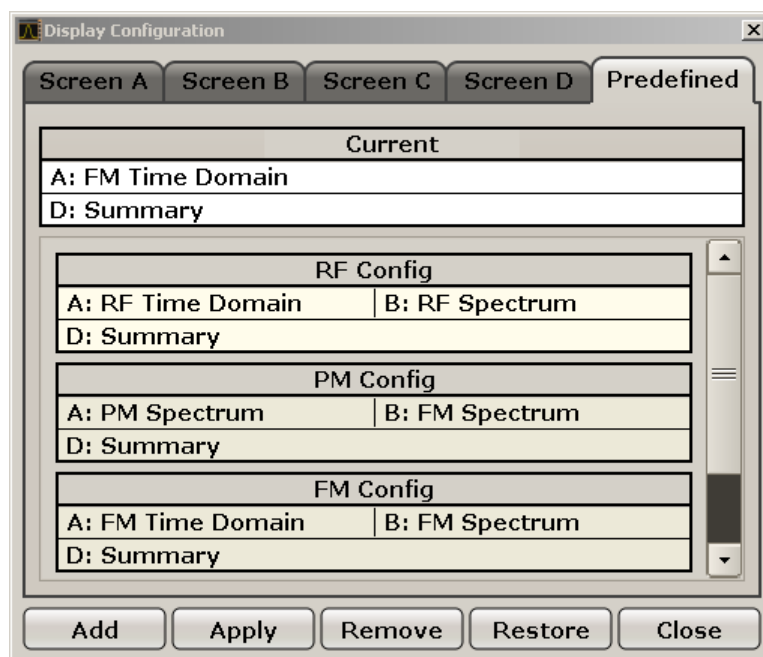 Display Configuration
Screen A Screen B Screen C Screen D Predefined
Current
A: FM Time Domain
D: Summary
RF Config
A: RF Time Domain B: RF Spectrum
D: Summary
PM Config
A: PM Spectrum B: FM Spectrum
D: Summary
FM Config
A: FM Time Domain B: FM Spectrum
D: Summary
Add Apply Remove Restore Close